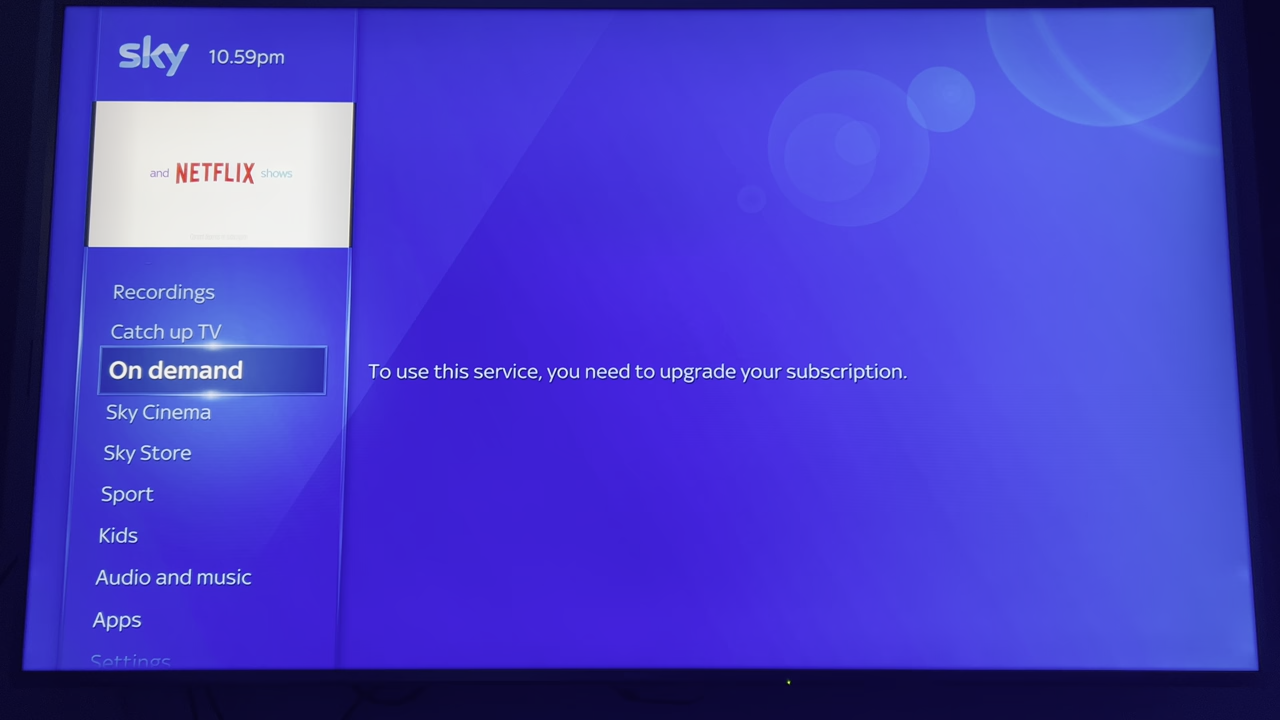 sky 10.59pm
and NETFLIX shows
Recordings
Catch up TV
On demand
To use this service, you need to upgrade your subscription.
Sky Cinema
Sky Store
Sport
Kids
Audio and music
Apps
Settings